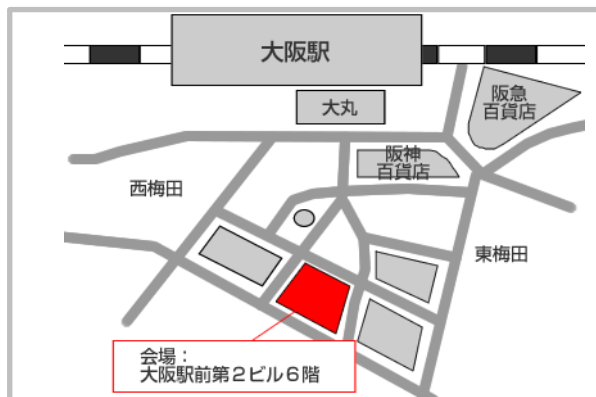 大阪駅
大丸
阪急
百貨店
阪神
百貨店
西梅田
東梅田
会場：
大阪駅前第２ビル６階